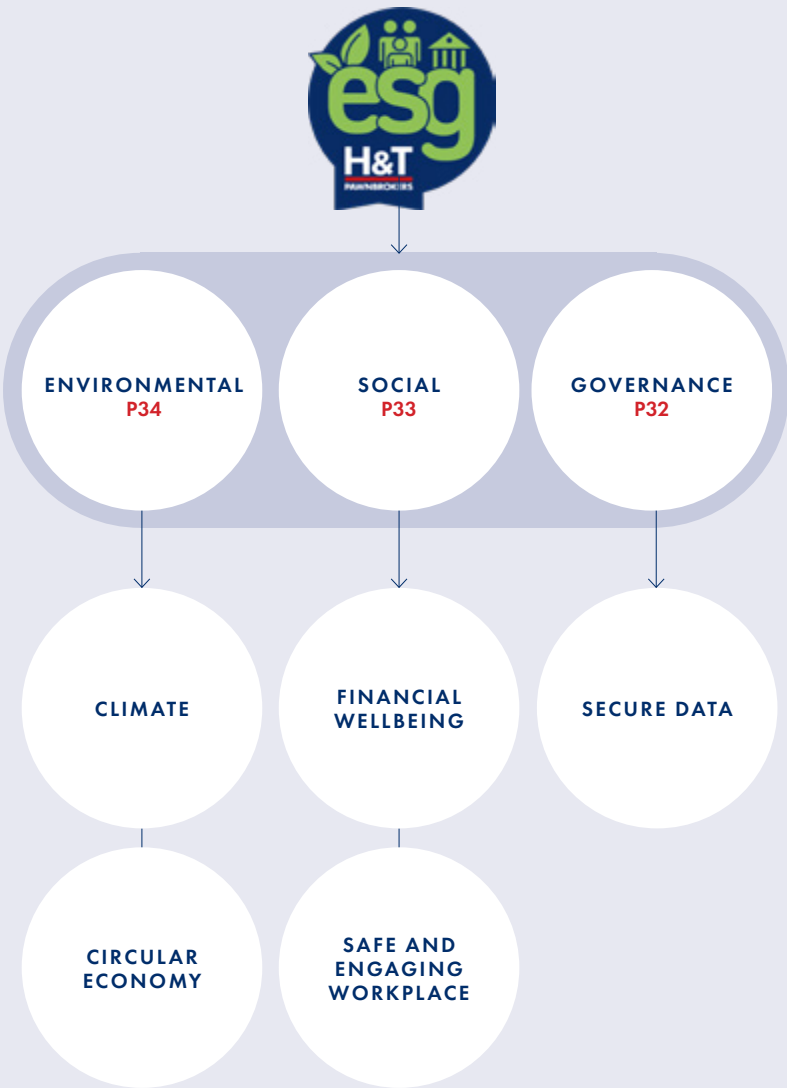 esg
H&T
PAWNBROKERS
ENVIRONMENTAL
P34
SOCIAL
P33
GOVERNANCE
P32
CLIMATE
FINANCIAL
WELLBEING
SECURE DATA
CIRCULAR
ECONOMY
SAFE AND
ENGAGING
WORKPLACE